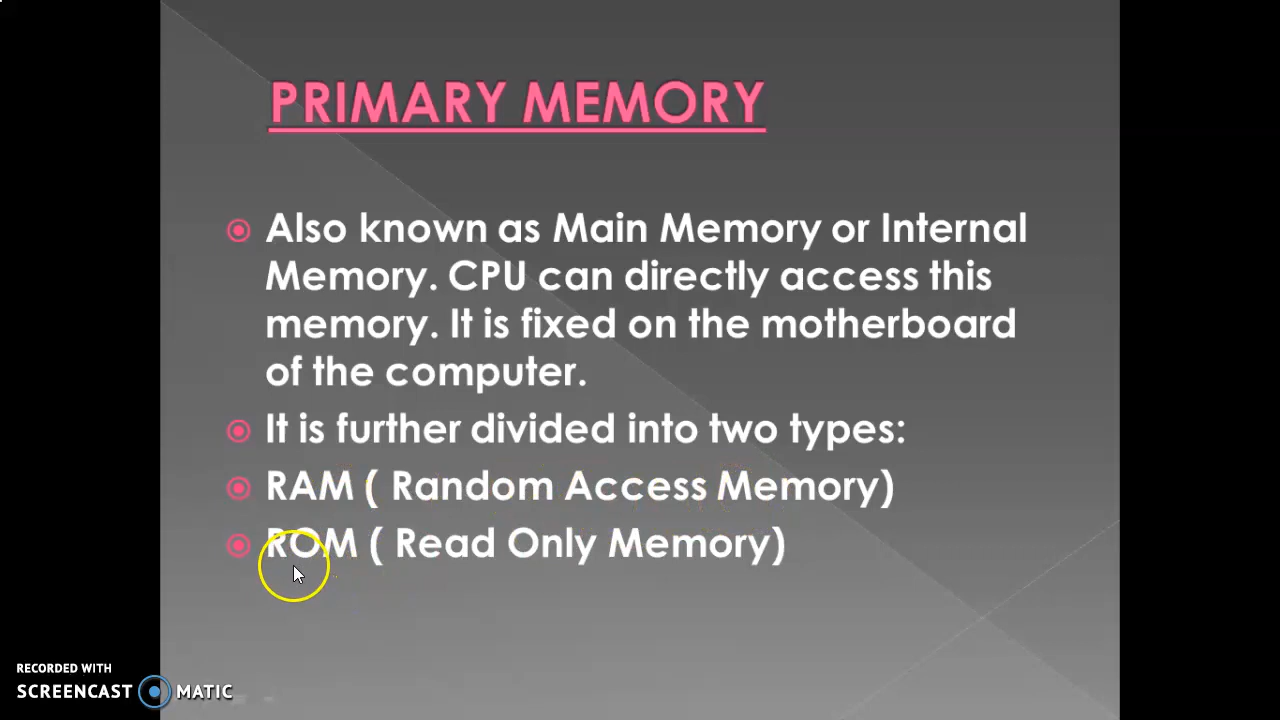 PRIMARY MEMORY
Also known as Main Memory or Internal
Memory. CPU can directly access this
memory. It is fixed on the motherboard
of the computer.
It is further divided into two types:
RAM ( Random Access Memory)
ROM ( Read Only Memory)
RECORDED WITH
SCREENCAST MATIC